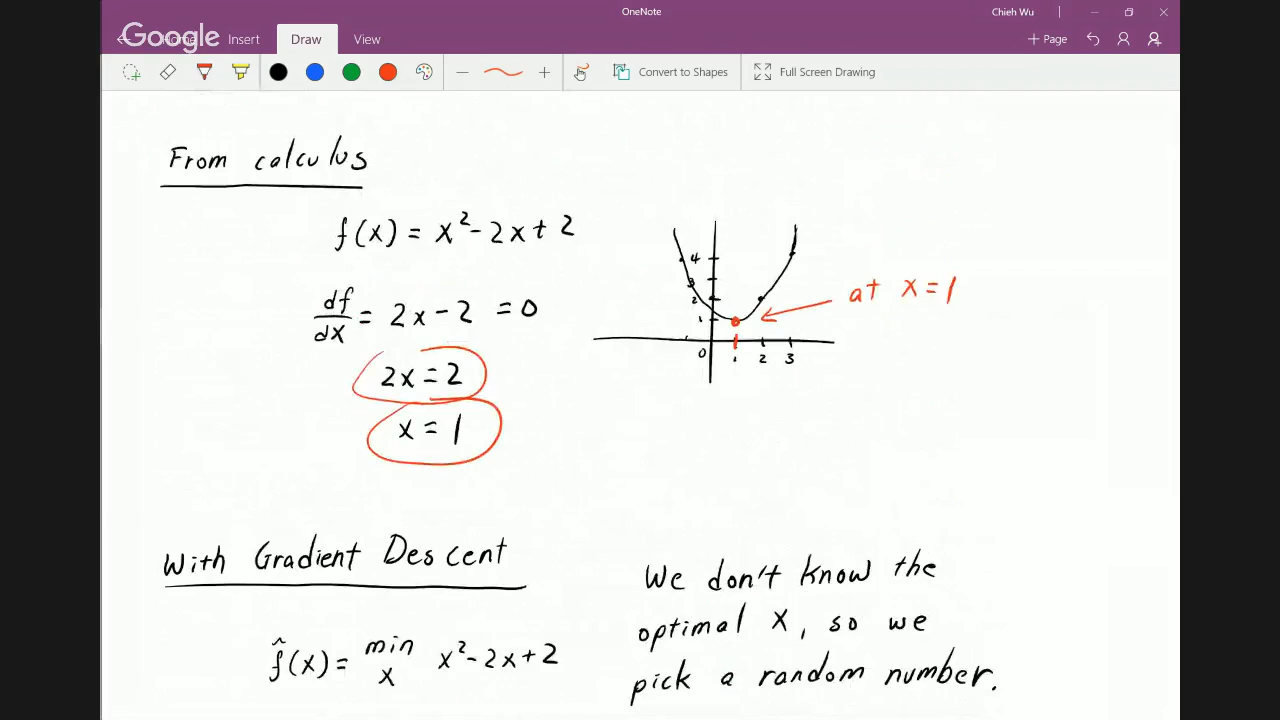 OneNote
Chieh Wu
Google
Insert
Draw
View
Page
Convert to Shapes
Full Screen Drawing
From calculus
f(x) = x² - 2x + 2
df/dx = 2x - 2 = 0
2x = 2
x = 1
4
3
2
1
0
1 2 3
at x = 1
With Gradient Descent
f̂(x) = min x² - 2x + 2
x
We don't know the
optimal x, so we
pick a random number.